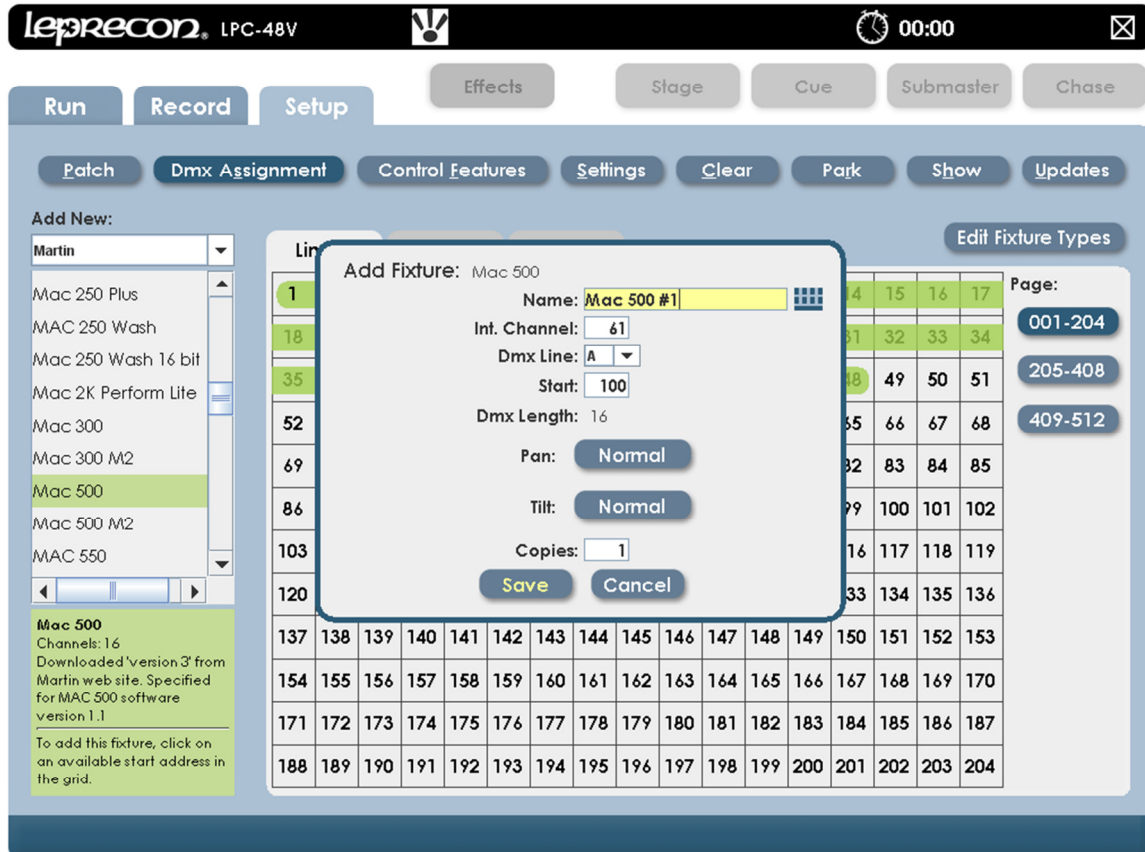 LEPRECON® LPC-48V 00:00
Effects Stage Cue Submaster Chase
Run Record Setup
Patch Dmx Assignment Control Features Settings Clear Park Show Updates
Add New:
Martin
Edit Fixture Types
Mac 250 Plus
MAC 250 Wash
Mac 250 Wash 16 bit
Mac 2K Perform Lite
Mac 300
Mac 300 M2
Mac 500
Mac 500 M2
MAC 550
Mac 500
Channels: 16
Downloaded 'version 3' from
Martin web site. Specified
for MAC 500 software
version 1.1
To add this fixture, click on
an available start address in
the grid.
Add Fixture: Mac 500
Name: Mac 500 #1
Int. Channel: 61
Dmx Line: A
Start: 100
Dmx Length: 16
Pan: Normal
Tilt: Normal
Copies: 1
Save Cancel
1 15 16 17
18 32 33 34
35 49 50 51
52 66 67 68
69 83 84 85
86 100 101 102
103 117 118 119
120 134 135 136
137 138 139 140 141 142 143 144 145 146 147 148 149 150 151 152 153
154 155 156 157 158 159 160 161 162 163 164 165 166 167 168 169 170
171 172 173 174 175 176 177 178 179 180 181 182 183 184 185 186 187
188 189 190 191 192 193 194 195 196 197 198 199 200 201 202 203 204
Page:
001-204
205-408
409-512